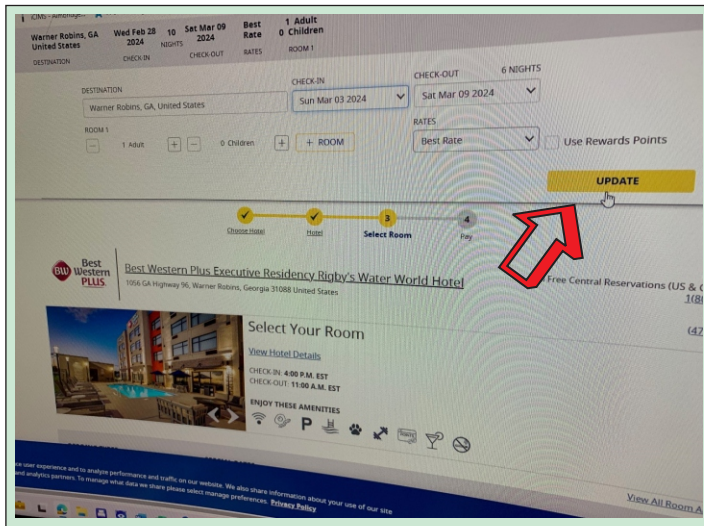 iCIMS - Almbridge...
Warner Robins, GA
United States
DESTINATION
Wed Feb 28
2024
CHECK-IN
10
NIGHTS
Sat Mar 09
2024
CHECK-OUT
Best
Rate
RATES
1 Adult
0 Children
ROOM 1
DESTINATION
Warner Robins, GA, United States
CHECK-IN
Sun Mar 03 2024
CHECK-OUT
6 NIGHTS
Sat Mar 09 2024
ROOM 1
− 1 Adult + − 0 Children + + ROOM
RATES
Best Rate
Use Rewards Points
UPDATE
Choose Hotel
Hotel
3
Select Room
4
Pay
BW
Best
Western
PLUS.
Best Western Plus Executive Residency Rigby's Water World Hotel
1056 GA Highway 96, Warner Robins, Georgia 31088 United States
Free Central Reservations (US &
1(8
(47
Select Your Room
View Hotel Details
CHECK-IN: 4:00 P.M. EST
CHECK-OUT: 11:00 A.M. EST
ENJOY THESE AMENITIES
P
user experience and to analyze performance and traffic on our website. We also share information about your use of our site
and analytics partners. To manage what data we share please select manage preferences. Privacy Policy
View All Room A